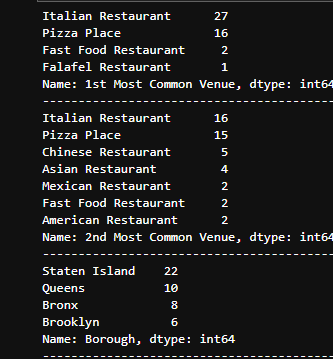 Italian Restaurant 27
Pizza Place 16
Fast Food Restaurant 2
Falafel Restaurant 1
Name: 1st Most Common Venue, dtype: int64
---------------------------------------------
Italian Restaurant 16
Pizza Place 15
Chinese Restaurant 5
Asian Restaurant 4
Mexican Restaurant 2
Fast Food Restaurant 2
American Restaurant 2
Name: 2nd Most Common Venue, dtype: int64
---------------------------------------------
Staten Island 22
Queens 10
Bronx 8
Brooklyn 6
Name: Borough, dtype: int64
---------------------------------------------